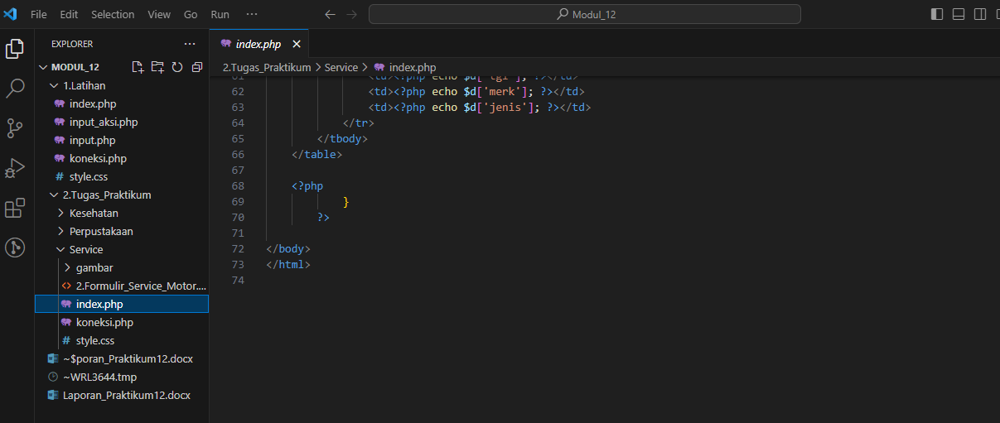 File Edit Selection View Go Run ··· ← → Modul_12
EXPLORER ···
MODUL_12
1.Latihan
index.php
input_aksi.php
input.php
koneksi.php
# style.css
2.Tugas_Praktikum
Kesehatan
Perpustakaan
Service
gambar
<> 2.Formulir_Service_Motor....
index.php
koneksi.php
# style.css
~$poran_Praktikum12.docx
~WRL3644.tmp
Laporan_Praktikum12.docx
index.php ×
2.Tugas_Praktikum > Service > index.php
61 <td><?php echo $d['tgl']; ?></td>
62 <td><?php echo $d['merk']; ?></td>
63 <td><?php echo $d['jenis']; ?></td>
64 </tr>
65 </tbody>
66 </table>
67
68 <?php
69 }
70 ?>
71
72 </body>
73 </html>
74